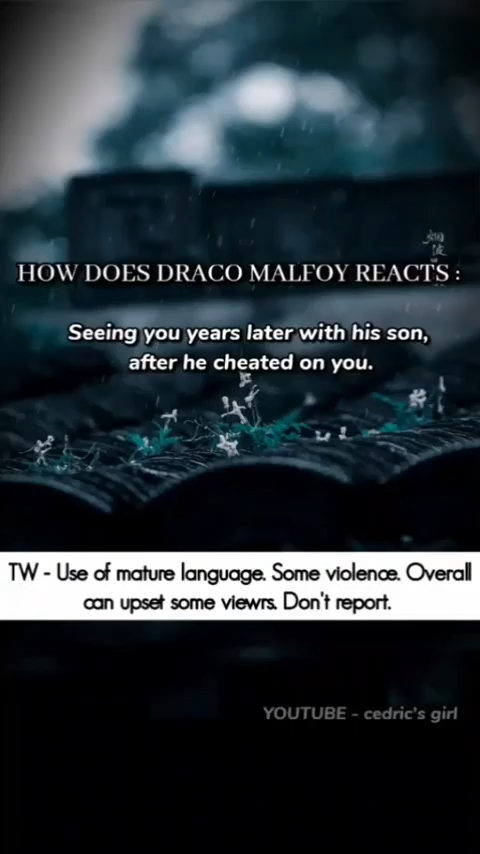 HOW DOES DRACO MALFOY REACTS :
Seeing you years later with his son,
after he cheated on you.
TW - Use of mature language. Some violence. Overall
can upset some viewrs. Don't report.
YOUTUBE - cedric's girl